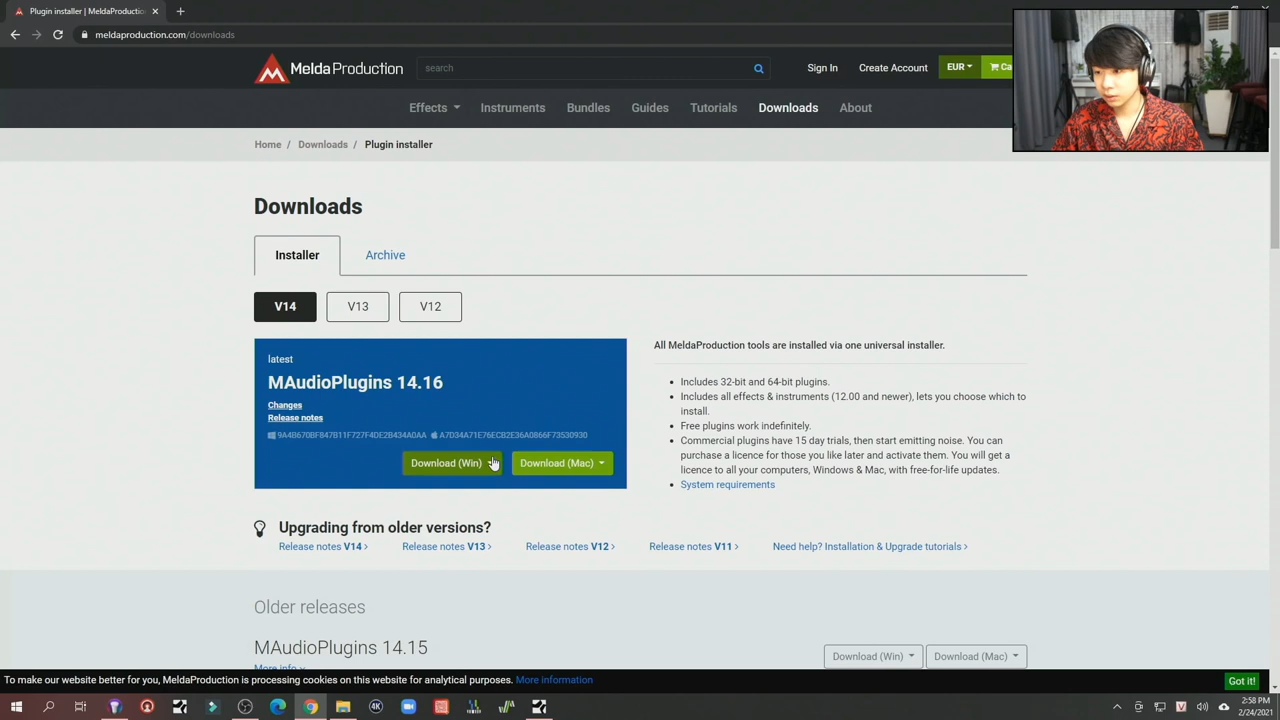 Plugin installer | MeldaProduction
meldaproduction.com/downloads
MeldaProduction
search
Sign In
Create Account
EUR
Ca
Effects
Instruments
Bundles
Guides
Tutorials
Downloads
About
Home / Downloads / Plugin installer
Downloads
Installer
Archive
V14
V13
V12
latest
MAudioPlugins 14.16
Changes
Release notes
9A4B670BF847B11F727F4DE2B434A0AA A7D34A71E76ECB2E36A0866F73530930
Download (Win)
Download (Mac)
All MeldaProduction tools are installed via one universal installer.
Includes 32-bit and 64-bit plugins.
Includes all effects & instruments (12.00 and newer), lets you choose which to
install.
Free plugins work indefinitely.
Commercial plugins have 15 day trials, then start emitting noise. You can
purchase a licence for those you like later and activate them. You will get a
licence to all your computers, Windows & Mac, with free-for-life updates.
System requirements
Upgrading from older versions?
Release notes V14 >
Release notes V13 >
Release notes V12 >
Release notes V11 >
Need help? Installation & Upgrade tutorials >
Older releases
MAudioPlugins 14.15
More info
Download (Win)
Download (Mac)
To make our website better for you, MeldaProduction is processing cookies on this website for analytical purposes. More information
Got it!
4K
V
2:58 PM
2/24/2021